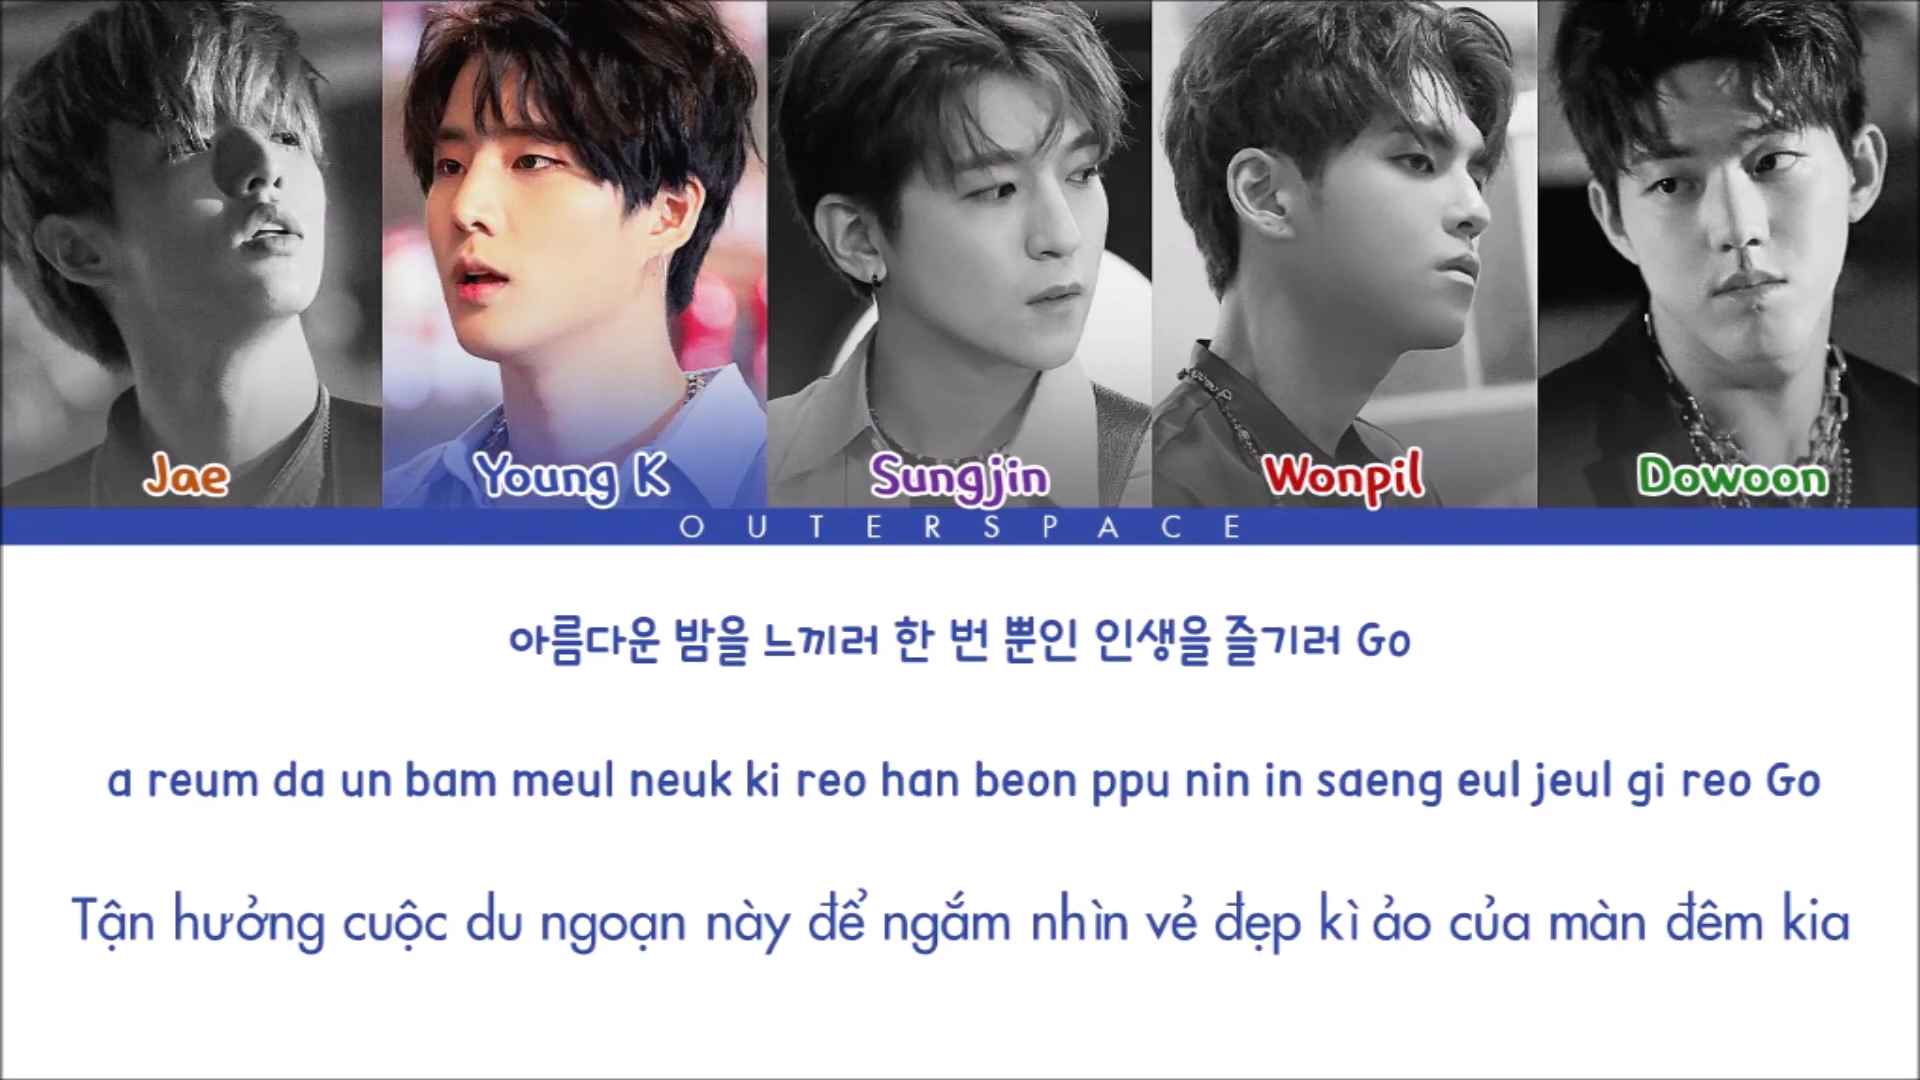 Jae Young K Sungjin Wonpil Dowoon
OUTERSPACE
아름다운 밤을 느끼러 한 번 뿐인 인생을 즐기러 Go
a reum da un bam meul neuk ki reo han beon ppu nin in saeng eul jeul gi reo Go
Tận hưởng cuộc du ngoạn này để ngắm nhìn vẻ đẹp kì ảo của màn đêm kia